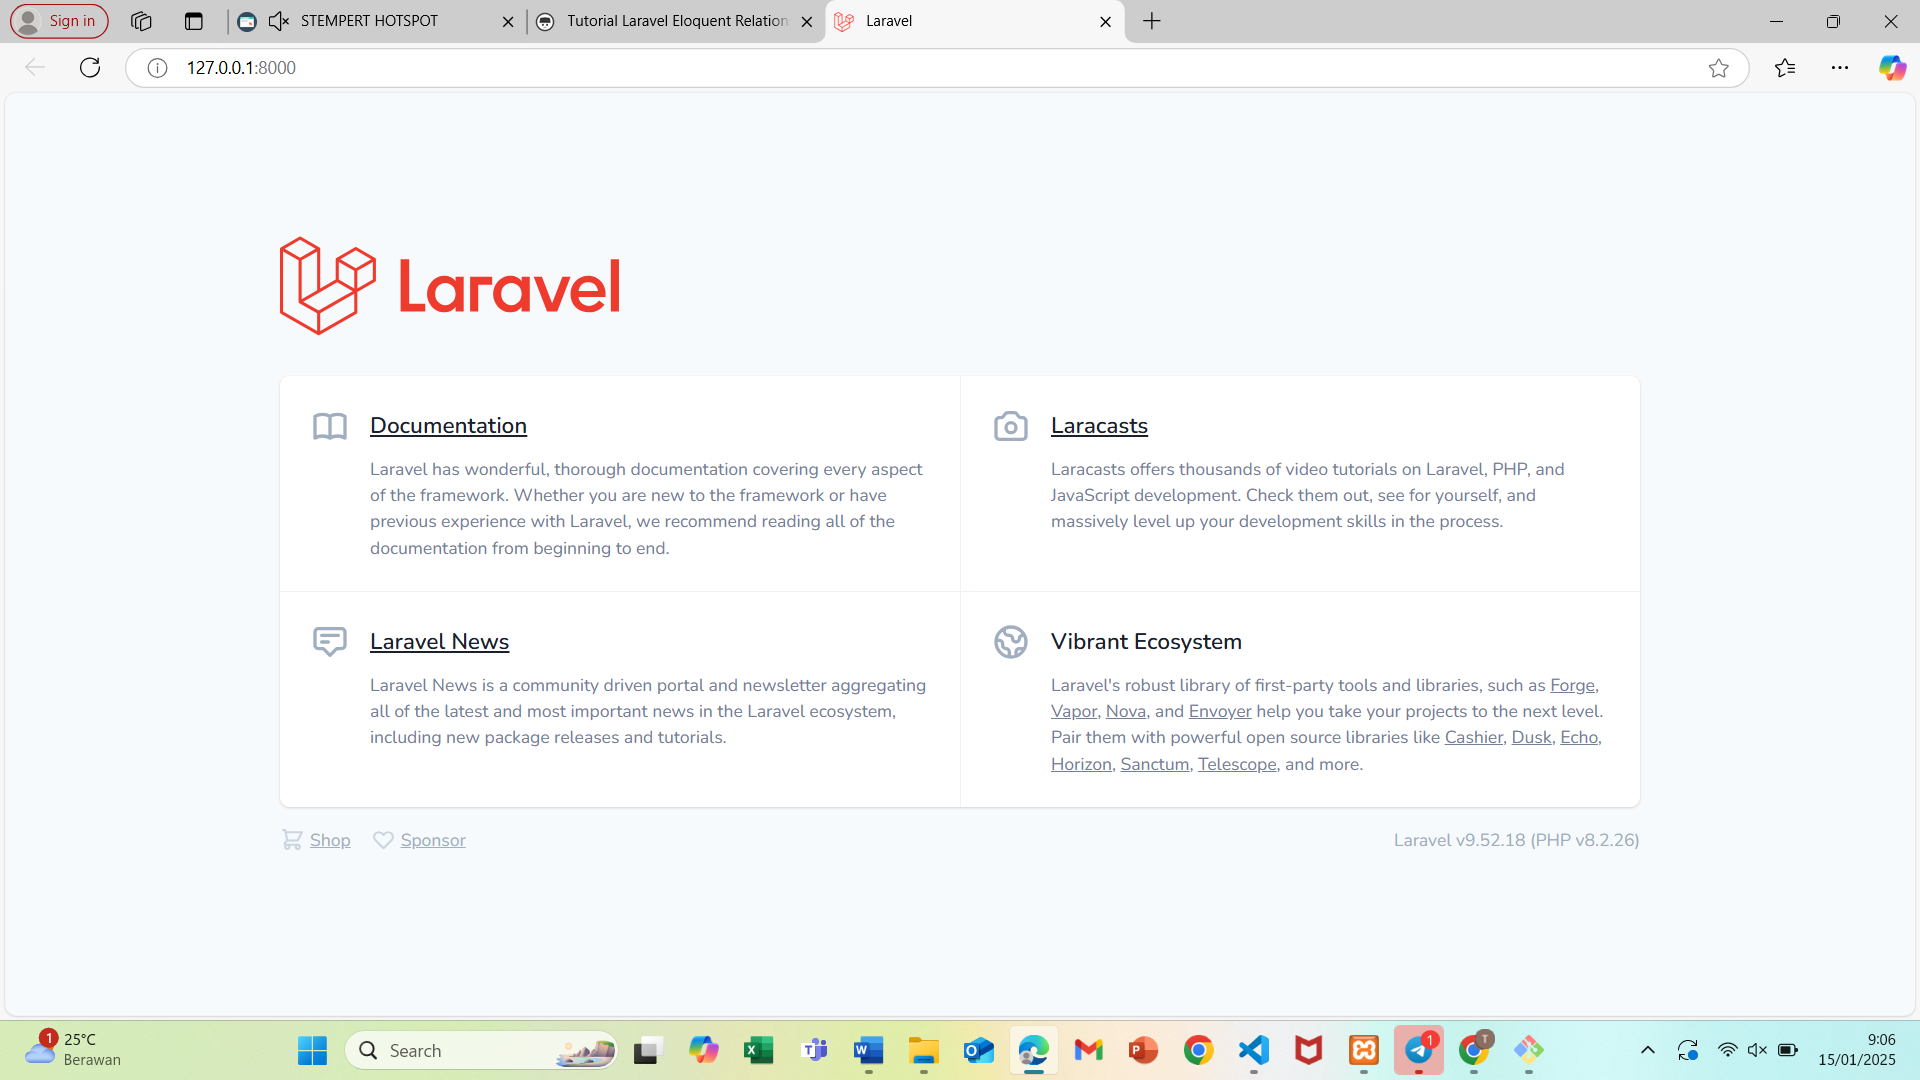 Sign in
STEMPERT HOTSPOT
Tutorial Laravel Eloquent Relation
Laravel
127.0.0.1:8000
Laravel
Documentation
Laravel has wonderful, thorough documentation covering every aspect
of the framework. Whether you are new to the framework or have
previous experience with Laravel, we recommend reading all of the
documentation from beginning to end.
Laracasts
Laracasts offers thousands of video tutorials on Laravel, PHP, and
JavaScript development. Check them out, see for yourself, and
massively level up your development skills in the process.
Laravel News
Laravel News is a community driven portal and newsletter aggregating
all of the latest and most important news in the Laravel ecosystem,
including new package releases and tutorials.
Vibrant Ecosystem
Laravel's robust library of first-party tools and libraries, such as Forge,
Vapor, Nova, and Envoyer help you take your projects to the next level.
Pair them with powerful open source libraries like Cashier, Dusk, Echo,
Horizon, Sanctum, Telescope, and more.
Shop
Sponsor
Laravel v9.52.18 (PHP v8.2.26)
1
25°C
Berawan
Search
1
T
9:06
15/01/2025